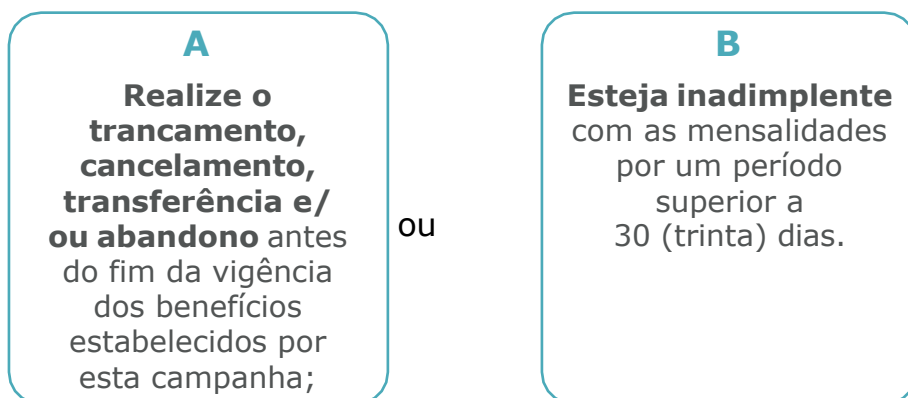 A
Realize o
trancamento,
cancelamento,
transferência e/
ou abandono antes
do fim da vigência
dos benefícios
estabelecidos por
esta campanha;
ou
B
Esteja inadimplente
com as mensalidades
por um período
superior a
30 (trinta) dias.